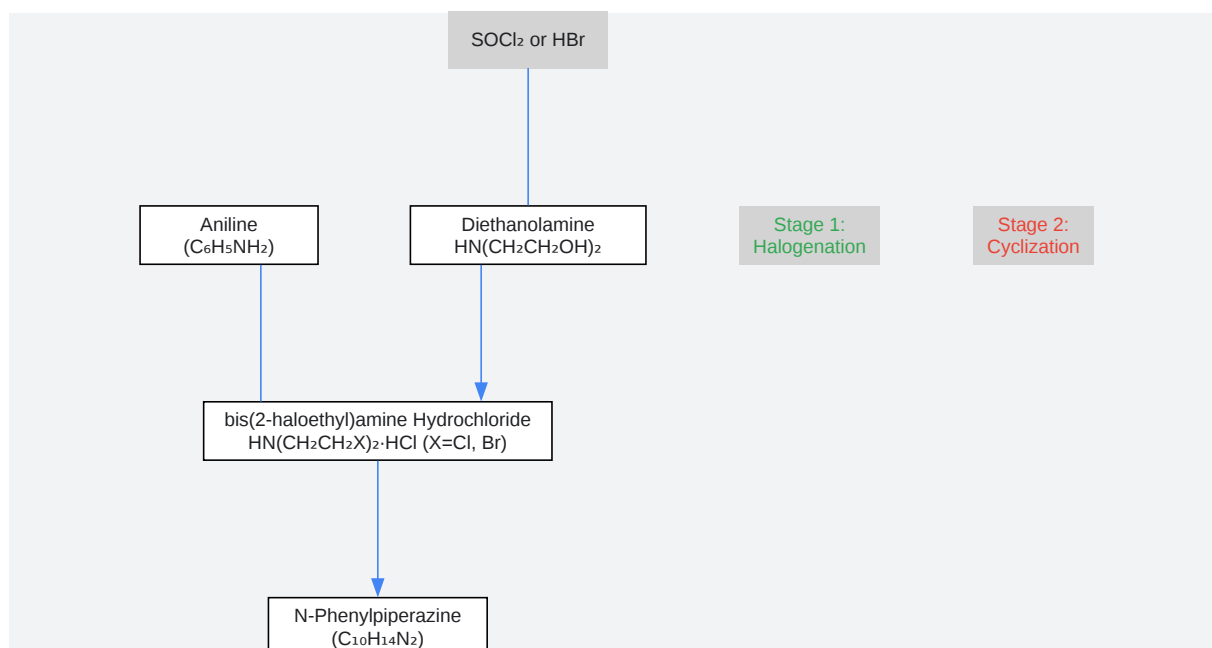 SOCl₂ or HBr
Aniline
(C₆H₅NH₂)
Diethanolamine
HN(CH₂CH₂OH)₂
Stage 1:
Halogenation
Stage 2:
Cyclization
bis(2-haloethyl)amine Hydrochloride
HN(CH₂CH₂X)₂·HCl (X=Cl, Br)
N-Phenylpiperazine
(C₁₀H₁₄N₂)